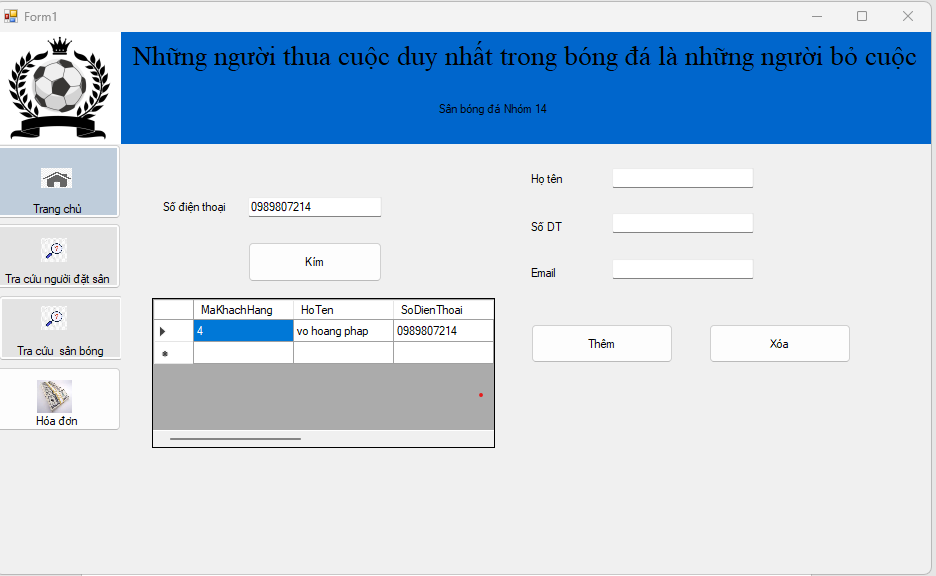 Form1
Những người thua cuộc duy nhất trong bóng đá là những người bỏ cuộc
Sân bóng đá Nhóm 14
Trang chủ
Tra cứu người đặt sân
Tra cứu sân bóng
Hóa đơn
Số điện thoại 0989807214
Kím
MaKhachHang HoTen SoDienThoai
4 vo hoang phap 0989807214
Họ tên
Số DT
Email
Thêm Xóa